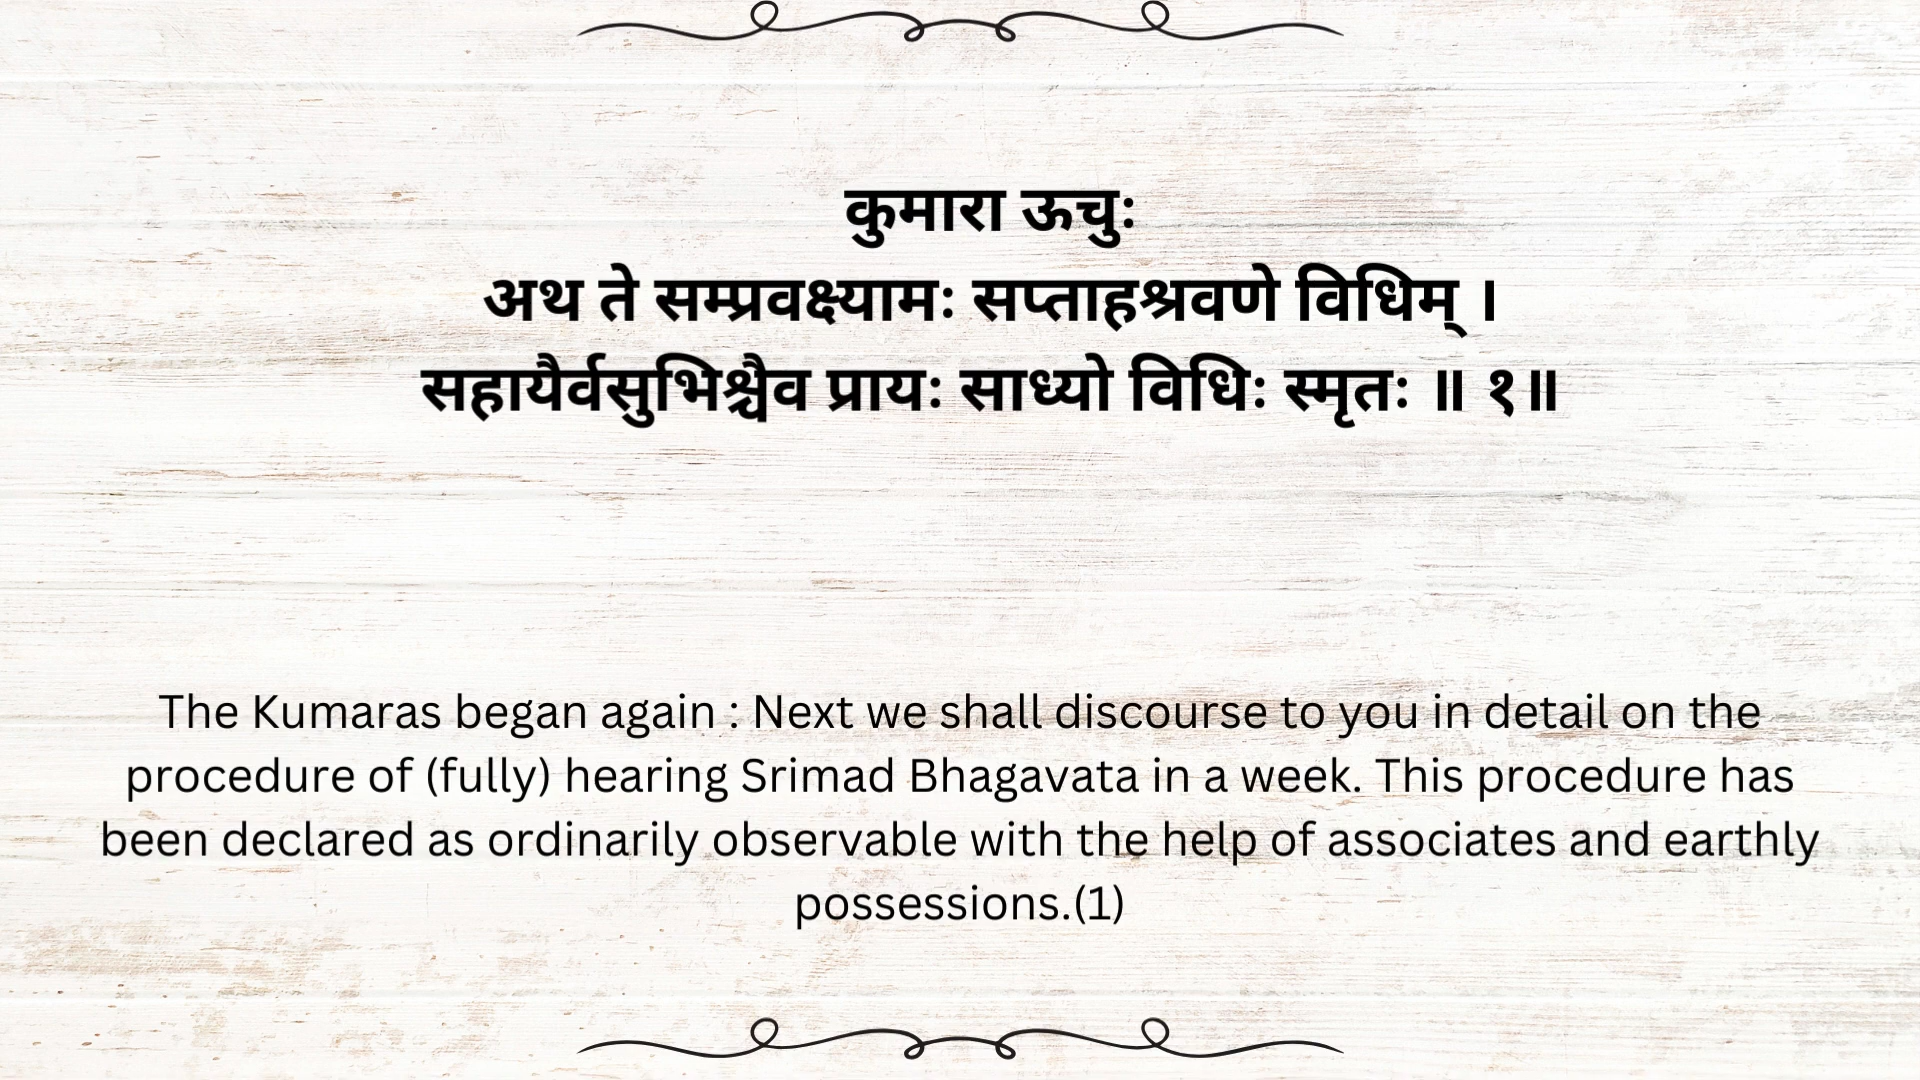 कुमारा ऊचुः
अथ ते सम्प्रवक्ष्यामः सप्ताहश्रवणे विधिम् ।
सहायैर्वसुभिश्चैव प्रायः साध्यो विधिः स्मृतः ॥ १॥
The Kumaras began again : Next we shall discourse to you in detail on the
procedure of (fully) hearing Srimad Bhagavata in a week. This procedure has
been declared as ordinarily observable with the help of associates and earthly
possessions.(1)